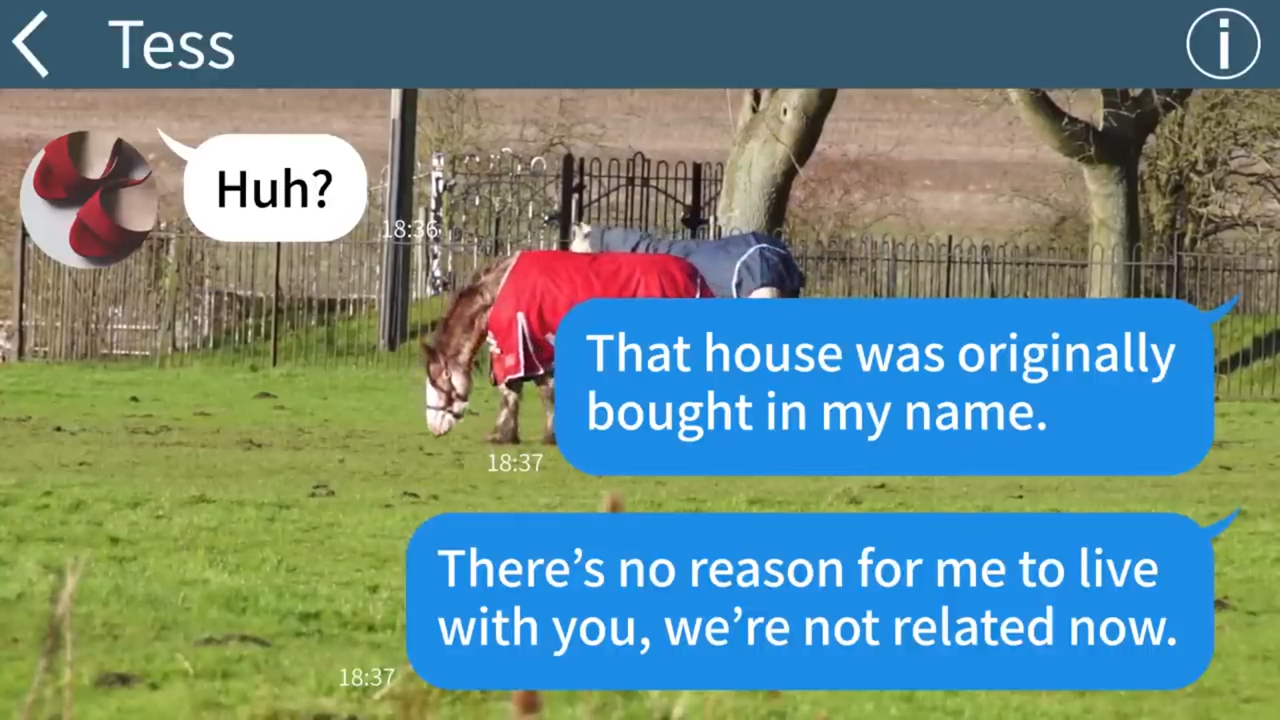 Tess
Huh?
18:36
That house was originally
bought in my name.
18:37
There’s no reason for me to live
with you, we’re not related now.
18:37